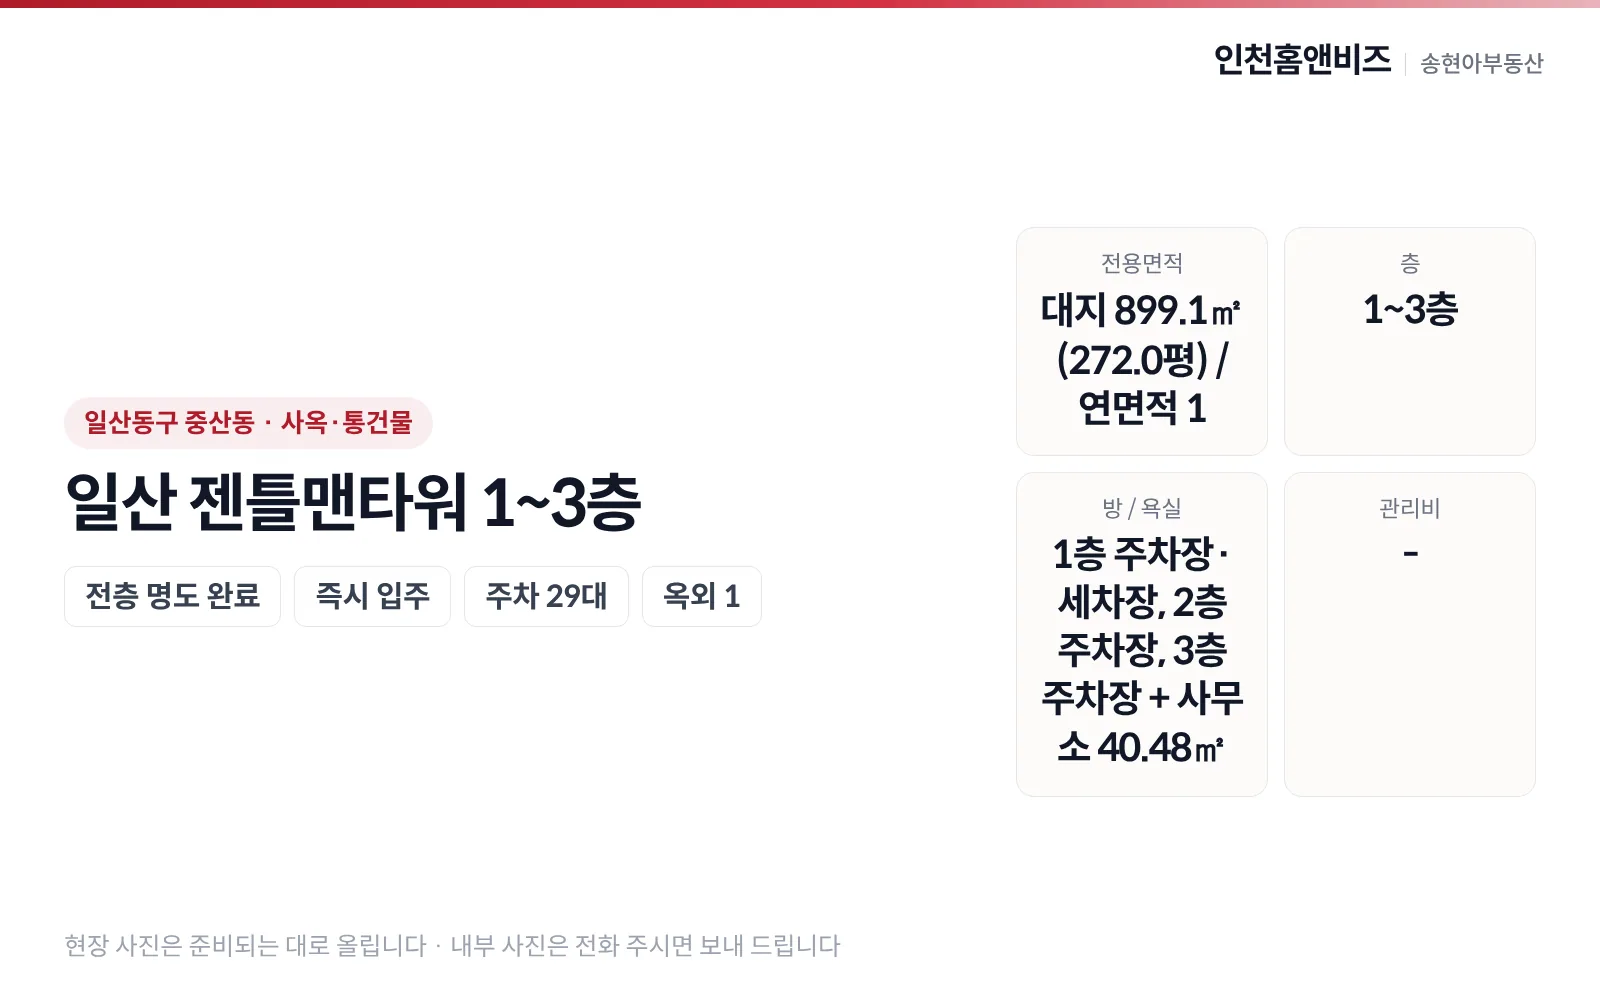 인천홈앤비즈 | 송현아부동산
일산동구 중산동 · 사옥·통건물
일산 젠틀맨타워 1~3층
전층 명도 완료
즉시 입주
주차 29대
옥외 1
전용면적
대지 899.1㎡
(272.0평) /
연면적 1
층
1~3층
방 / 욕실
1층 주차장·
세차장, 2층
주차장, 3층
주차장 + 사무
소 40.48㎡
관리비
-
현장 사진은 준비되는 대로 올립니다 · 내부 사진은 전화 주시면 보내 드립니다